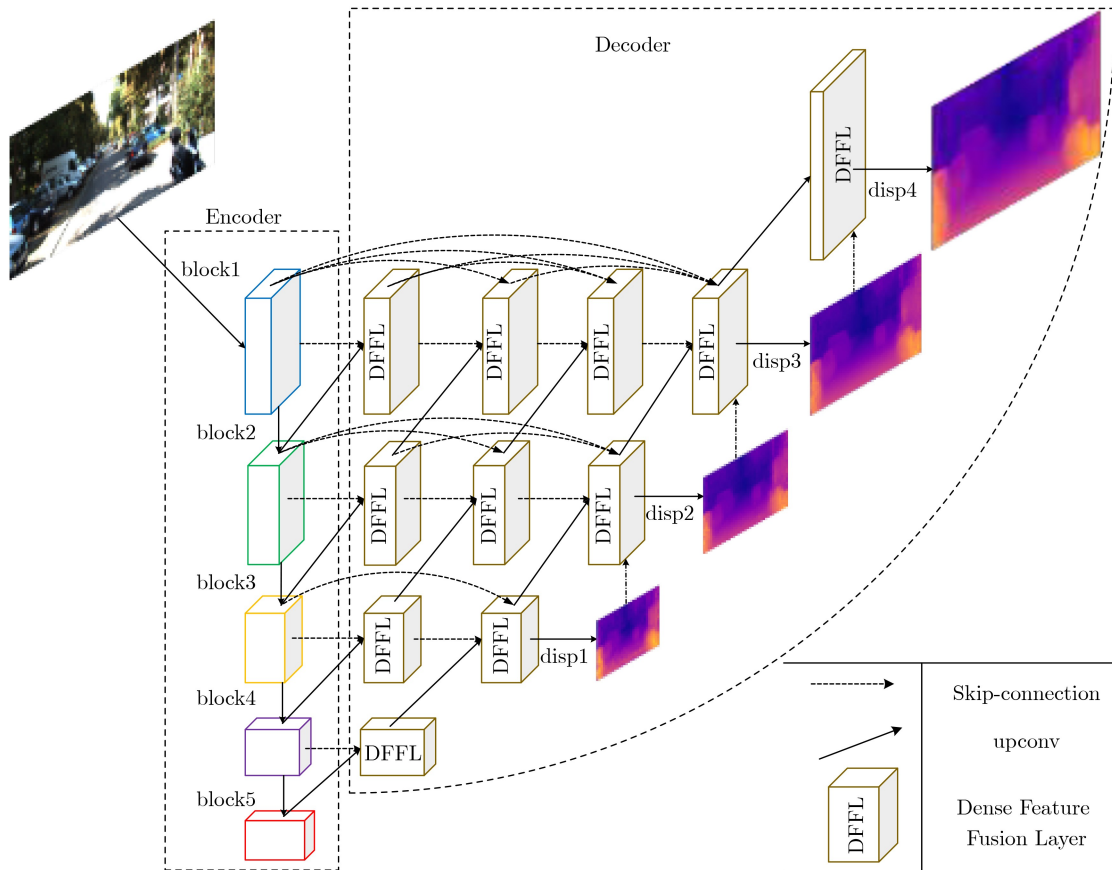 Decoder
DFFL
disp4
Encoder
block1
DFFL
DFFL
DFFL
DFFL
disp3
block2
DFFL
DFFL
DFFL
disp2
block3
DFFL
DFFL
disp1
block4
DFFL
block5
Skip-connection
upconv
DFFL
Dense Feature
Fusion Layer